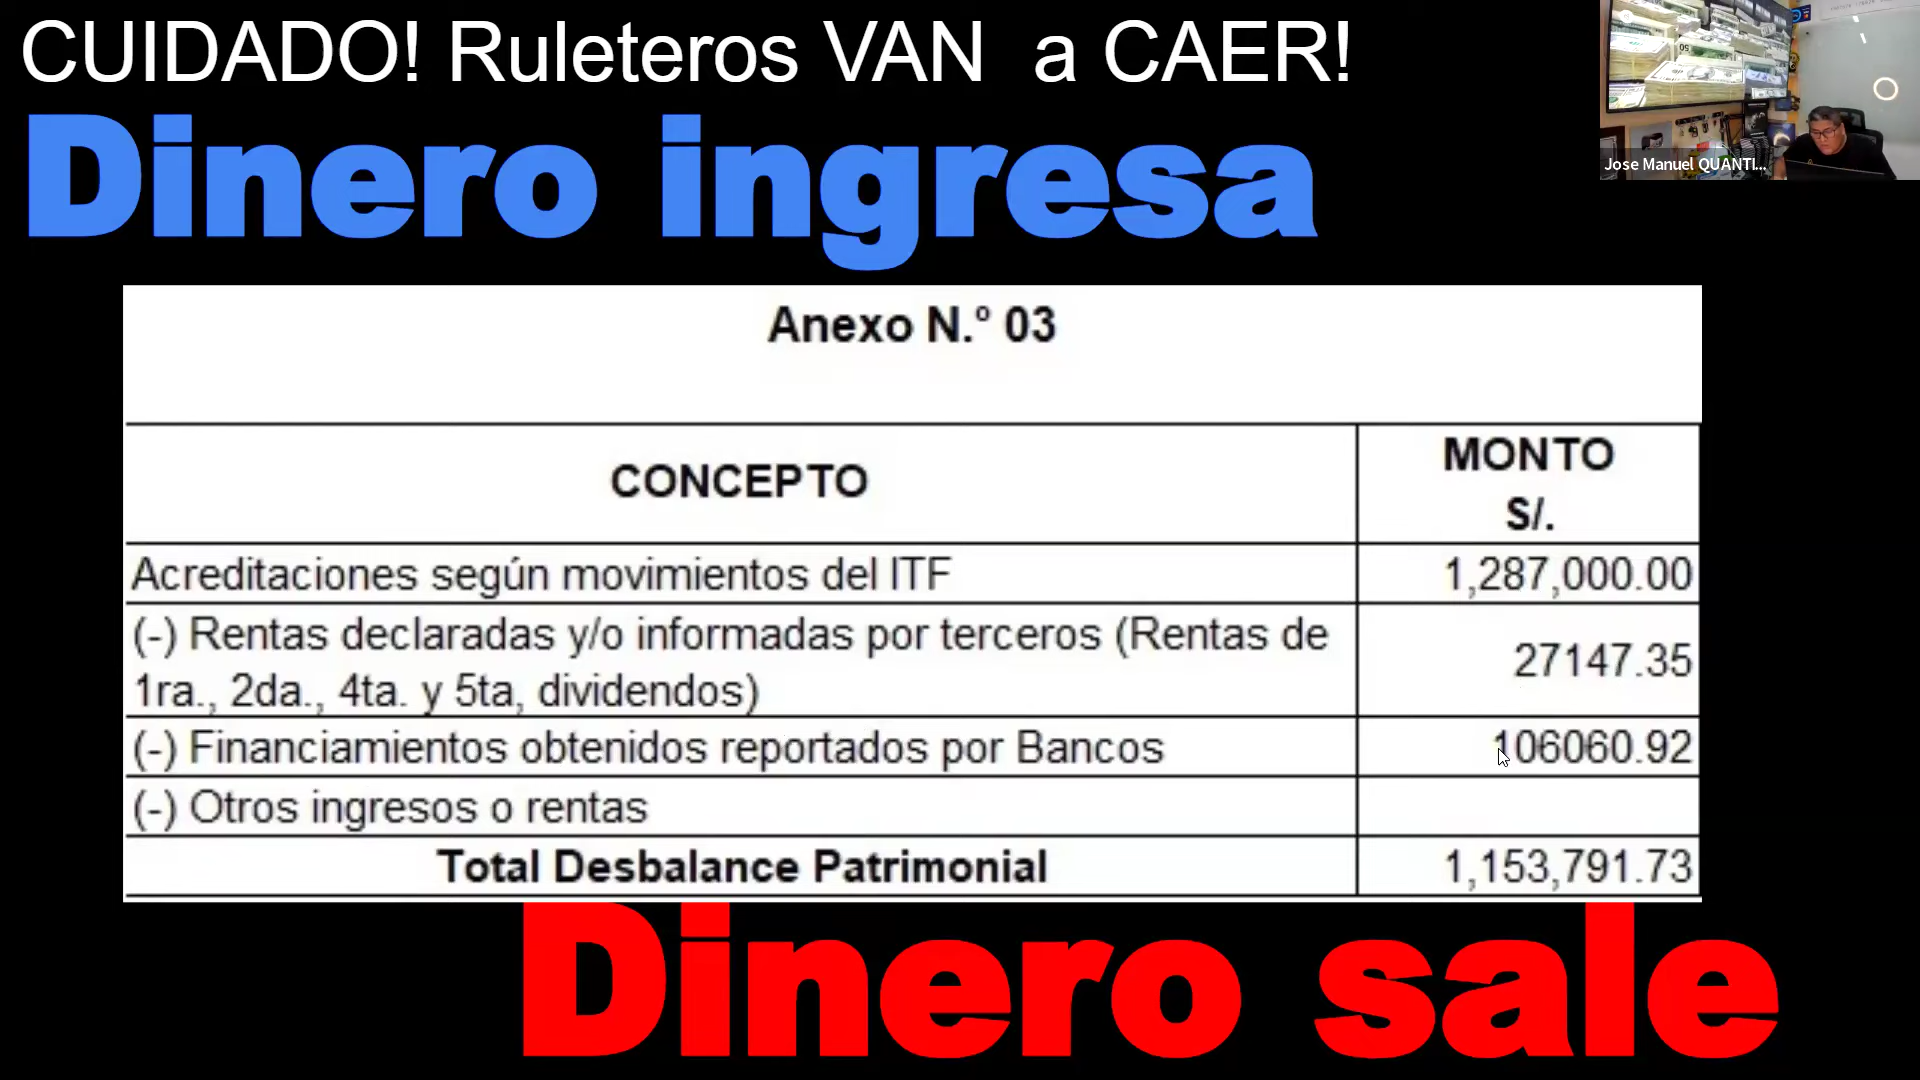 CUIDADO! Ruleteros VAN a CAER!
Dinero ingresa
Jose Manuel QUANTI...
Anexo N.° 03
CONCEPTO
MONTO
S/.
Acreditaciones según movimientos del ITF
1,287,000.00
(-) Rentas declaradas y/o informadas por terceros (Rentas de
1ra., 2da., 4ta. y 5ta, dividendos)
27147.35
(-) Financiamientos obtenidos reportados por Bancos
106060.92
(-) Otros ingresos o rentas
Total Desbalance Patrimonial
1,153,791.73
Dinero sale